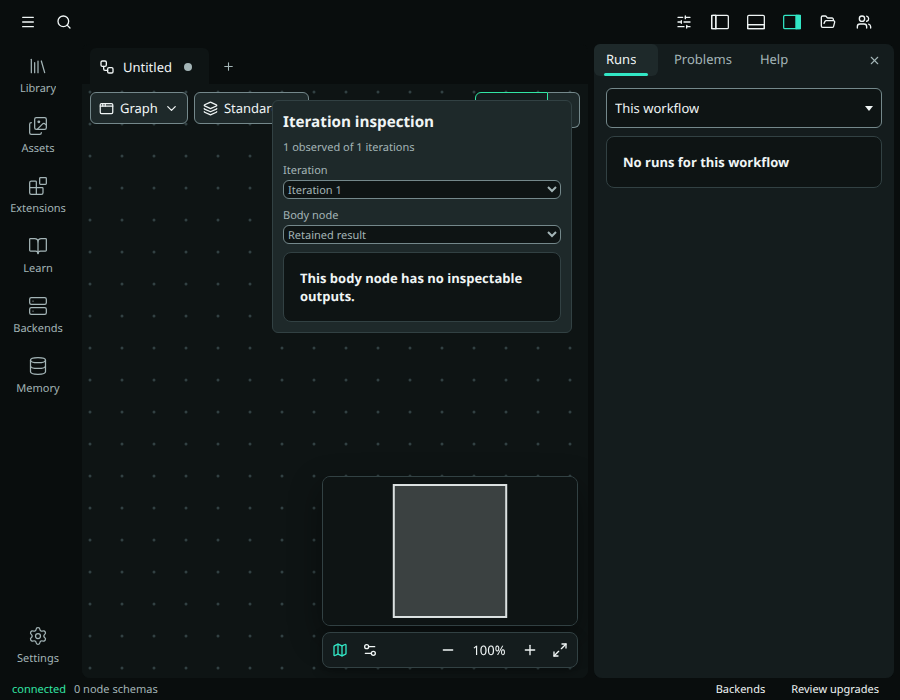 Library
Assets
Extensions
Learn
Backends
Memory
Settings
Untitled
Graph
Iteration inspection
1 observed of 1 iterations
Iteration
Iteration 1
Body node
Retained result
This body node has no inspectable
outputs.
100%
Runs Problems Help
This workflow
No runs for this workflow
connected 0 node schemas
Backends Review upgrades